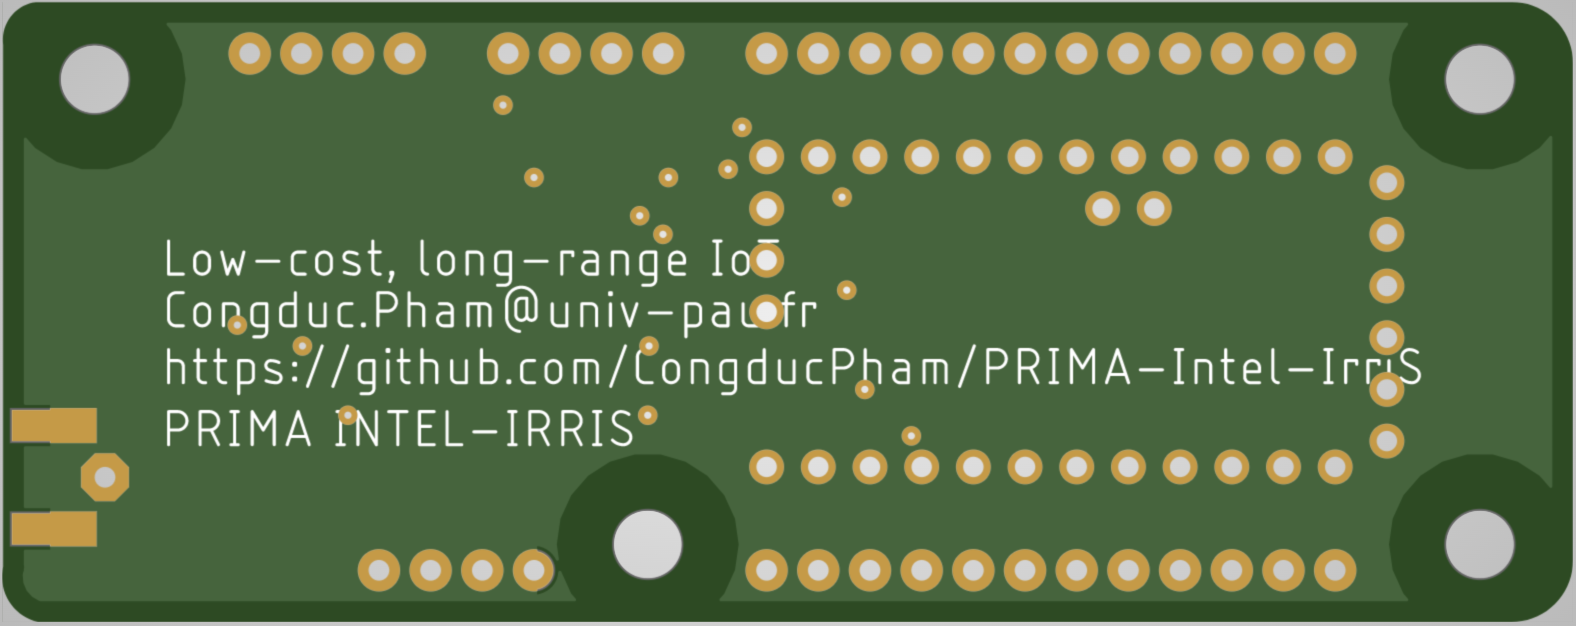 Low-cost, long-range IoT
Congduc.Pham@univ-pau.fr
https://github.com/CongducPham/PRIMA-Intel-IrriS
PRIMA INTEL-IRRIS